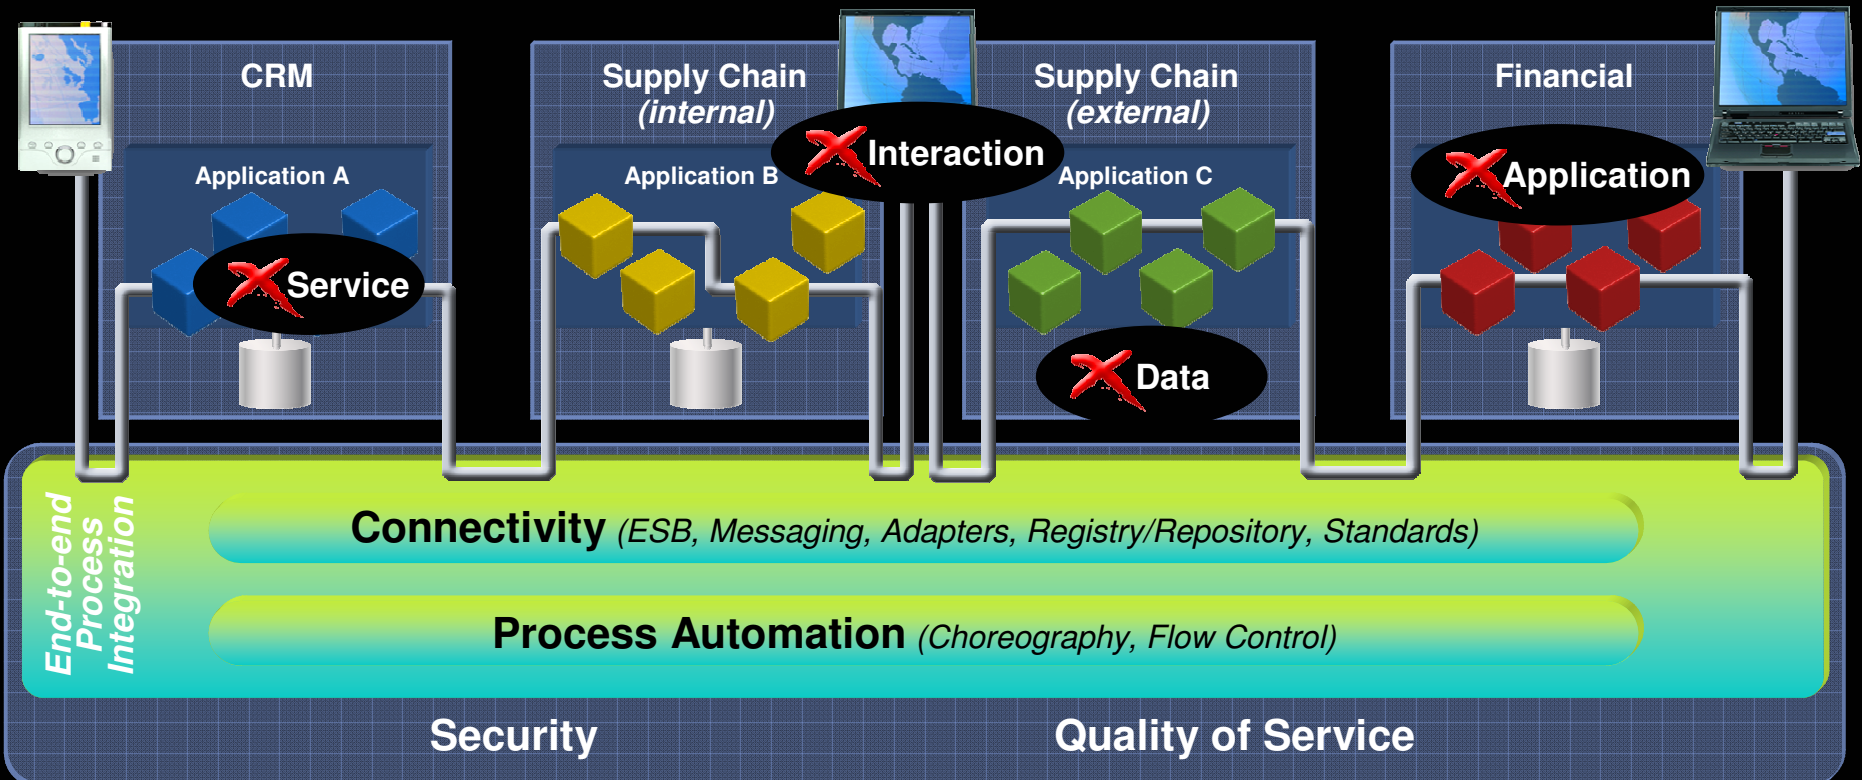 CRM
Supply Chain
(internal)
Supply Chain
(external)
Financial
Interaction
Application A
Application B
Application C
Application
Service
Data
End-to-end
Process
Integration
Connectivity (ESB, Messaging, Adapters, Registry/Repository, Standards)
Process Automation (Choreography, Flow Control)
Security
Quality of Service